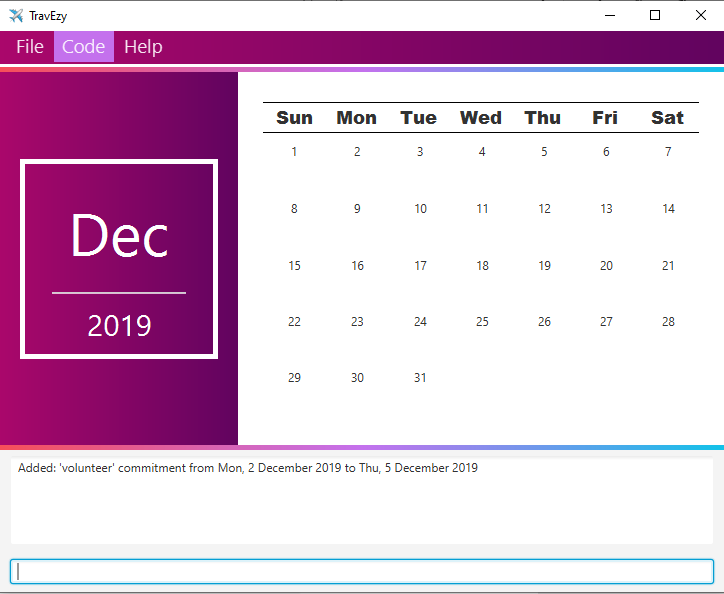 TravEzy
File Code Help
Dec
2019
Sun Mon Tue Wed Thu Fri Sat
1 2 3 4 5 6 7
8 9 10 11 12 13 14
15 16 17 18 19 20 21
22 23 24 25 26 27 28
29 30 31
Added: 'volunteer' commitment from Mon, 2 December 2019 to Thu, 5 December 2019